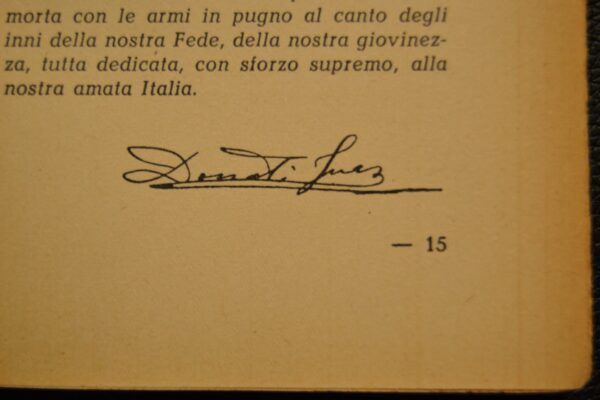 morta con le armi in pugno al canto degli
inni della nostra Fede, della nostra giovinez-
za, tutta dedicata, con sforzo supremo, alla
nostra amata Italia.
Donati
— 15